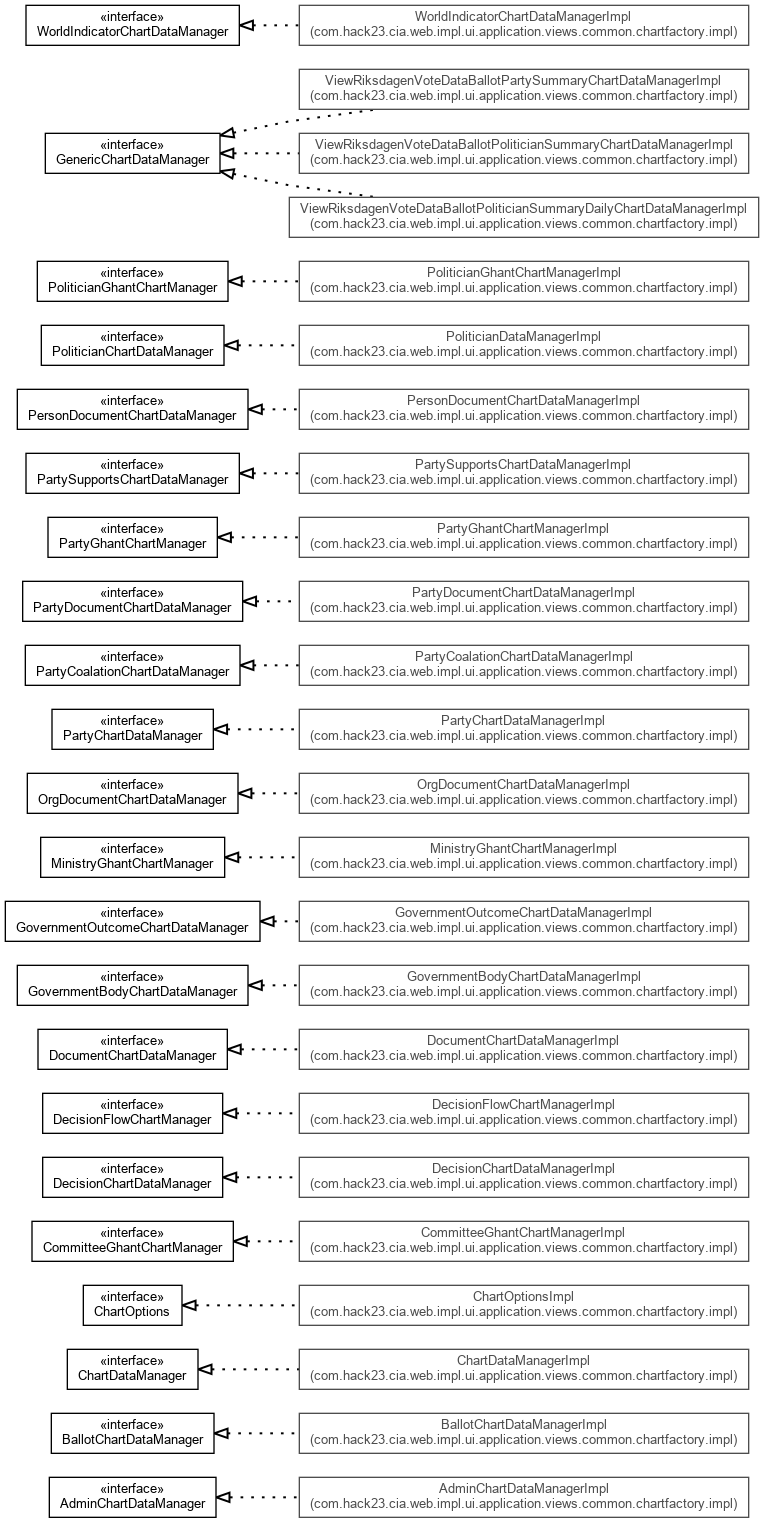 «interface»
WorldIndicatorChartDataManager
WorldIndicatorChartDataManagerImpl
(com.hack23.cia.web.impl.ui.application.views.common.chartfactory.impl)
ViewRiksdagenVoteDataBallotPartySummaryChartDataManagerImpl
(com.hack23.cia.web.impl.ui.application.views.common.chartfactory.impl)
«interface»
GenericChartDataManager
ViewRiksdagenVoteDataBallotPoliticianSummaryChartDataManagerImpl
(com.hack23.cia.web.impl.ui.application.views.common.chartfactory.impl)
ViewRiksdagenVoteDataBallotPoliticianSummaryDailyChartDataManagerImpl
(com.hack23.cia.web.impl.ui.application.views.common.chartfactory.impl)
«interface»
PoliticianGhantChartManager
PoliticianGhantChartManagerImpl
(com.hack23.cia.web.impl.ui.application.views.common.chartfactory.impl)
«interface»
PoliticianChartDataManager
PoliticianDataManagerImpl
(com.hack23.cia.web.impl.ui.application.views.common.chartfactory.impl)
«interface»
PersonDocumentChartDataManager
PersonDocumentChartDataManagerImpl
(com.hack23.cia.web.impl.ui.application.views.common.chartfactory.impl)
«interface»
PartySupportsChartDataManager
PartySupportsChartDataManagerImpl
(com.hack23.cia.web.impl.ui.application.views.common.chartfactory.impl)
«interface»
PartyGhantChartManager
PartyGhantChartManagerImpl
(com.hack23.cia.web.impl.ui.application.views.common.chartfactory.impl)
«interface»
PartyDocumentChartDataManager
PartyDocumentChartDataManagerImpl
(com.hack23.cia.web.impl.ui.application.views.common.chartfactory.impl)
«interface»
PartyCoalationChartDataManager
PartyCoalationChartDataManagerImpl
(com.hack23.cia.web.impl.ui.application.views.common.chartfactory.impl)
«interface»
PartyChartDataManager
PartyChartDataManagerImpl
(com.hack23.cia.web.impl.ui.application.views.common.chartfactory.impl)
«interface»
OrgDocumentChartDataManager
OrgDocumentChartDataManagerImpl
(com.hack23.cia.web.impl.ui.application.views.common.chartfactory.impl)
«interface»
MinistryGhantChartManager
MinistryGhantChartManagerImpl
(com.hack23.cia.web.impl.ui.application.views.common.chartfactory.impl)
«interface»
GovernmentOutcomeChartDataManager
GovernmentOutcomeChartDataManagerImpl
(com.hack23.cia.web.impl.ui.application.views.common.chartfactory.impl)
«interface»
GovernmentBodyChartDataManager
GovernmentBodyChartDataManagerImpl
(com.hack23.cia.web.impl.ui.application.views.common.chartfactory.impl)
«interface»
DocumentChartDataManager
DocumentChartDataManagerImpl
(com.hack23.cia.web.impl.ui.application.views.common.chartfactory.impl)
«interface»
DecisionFlowChartManager
DecisionFlowChartManagerImpl
(com.hack23.cia.web.impl.ui.application.views.common.chartfactory.impl)
«interface»
DecisionChartDataManager
DecisionChartDataManagerImpl
(com.hack23.cia.web.impl.ui.application.views.common.chartfactory.impl)
«interface»
CommitteeGhantChartManager
CommitteeGhantChartManagerImpl
(com.hack23.cia.web.impl.ui.application.views.common.chartfactory.impl)
«interface»
ChartOptions
ChartOptionsImpl
(com.hack23.cia.web.impl.ui.application.views.common.chartfactory.impl)
«interface»
ChartDataManager
ChartDataManagerImpl
(com.hack23.cia.web.impl.ui.application.views.common.chartfactory.impl)
«interface»
BallotChartDataManager
BallotChartDataManagerImpl
(com.hack23.cia.web.impl.ui.application.views.common.chartfactory.impl)
«interface»
AdminChartDataManager
AdminChartDataManagerImpl
(com.hack23.cia.web.impl.ui.application.views.common.chartfactory.impl)